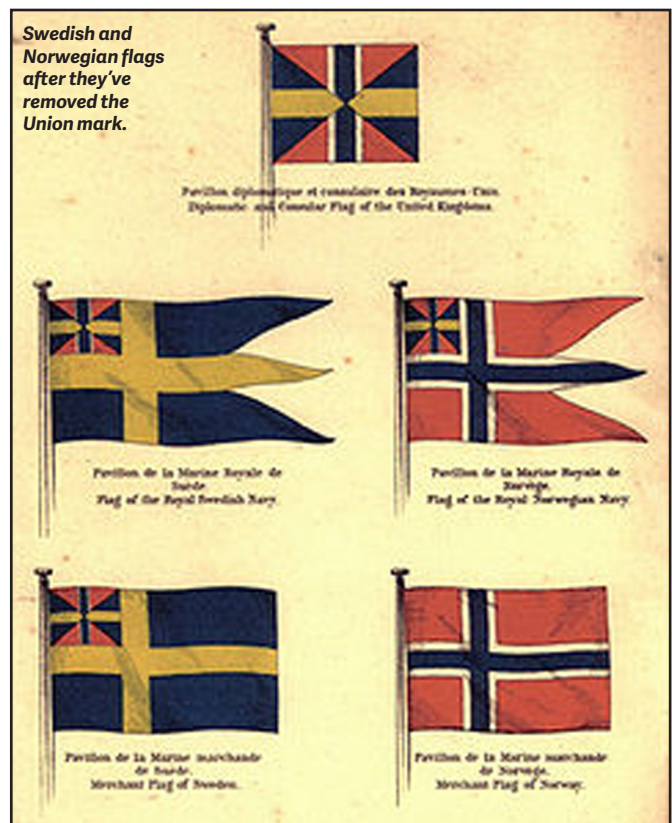 Swedish and
Norwegian flags
after they've
removed the
Union mark.
Pavillon diplomatique et consulaire des Royaumes-Unis.
Diplomatic and Consular Flag of the United Kingdoms.
Pavillon de la Marine Royale de
Suède.
Flag of the Royal Swedish Navy.
Pavillon de la Marine Royale de
Norvège.
Flag of the Royal Norwegian Navy.
Pavillon de la Marine marchande
de Suède.
Merchant Flag of Sweden.
Pavillon de la Marine marchande
de Norvège.
Merchant Flag of Norway.